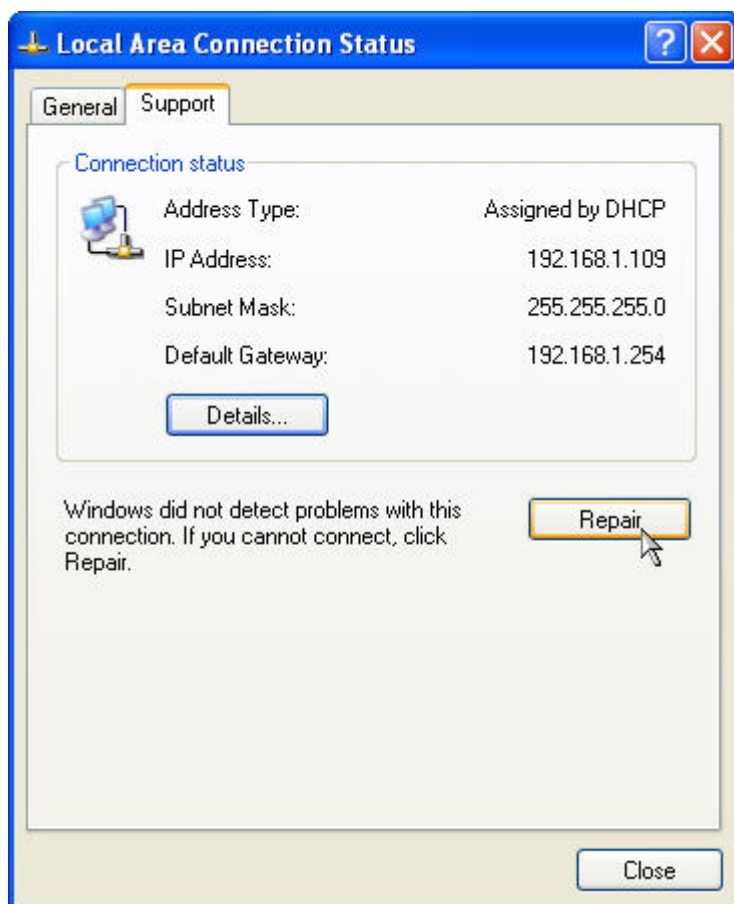 Local Area Connection Status
General Support
Connection status
Address Type: Assigned by DHCP
IP Address: 192.168.1.109
Subnet Mask: 255.255.255.0
Default Gateway: 192.168.1.254
Details...
Windows did not detect problems with this
connection. If you cannot connect, click
Repair.
Repair
Close